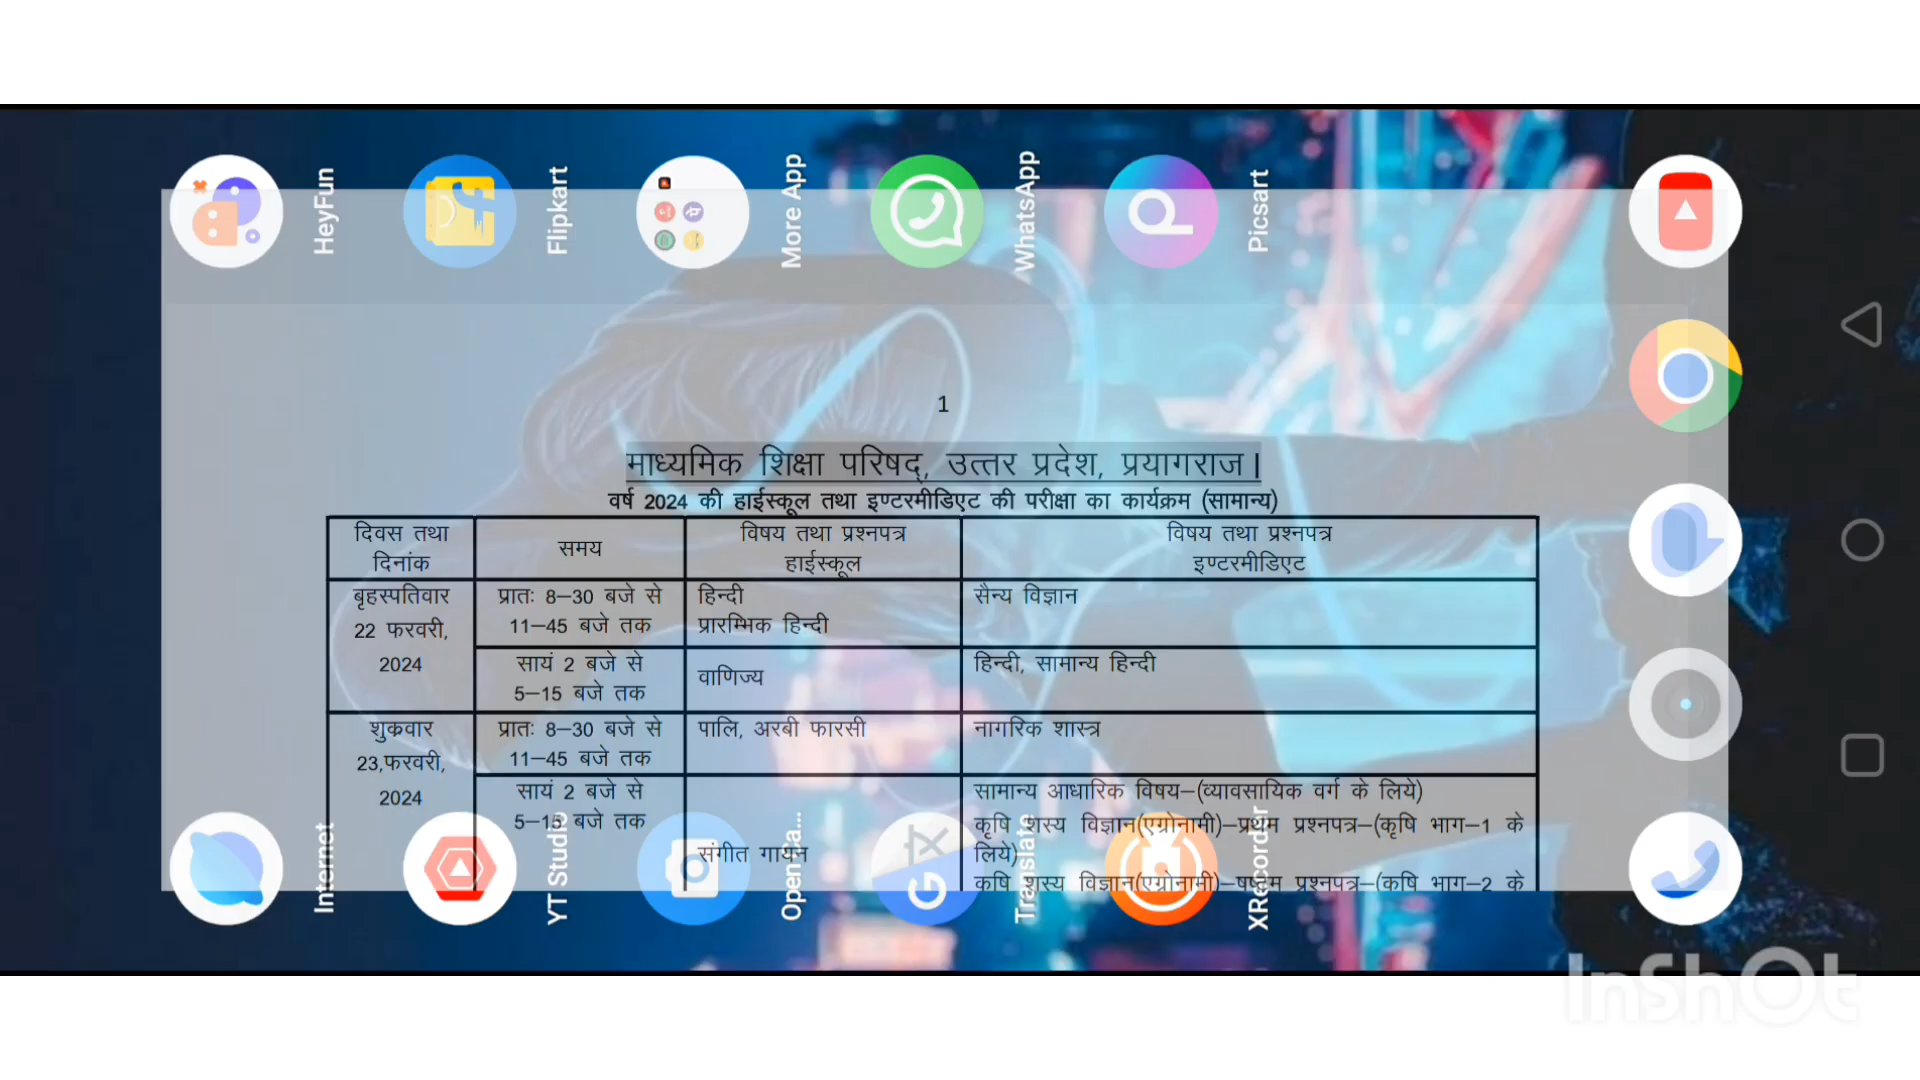 HeyFun
Flipkart
More App
WhatsApp
Picsart
1
माध्यमिक शिक्षा परिषद्, उत्तर प्रदेश, प्रयागराज।
वर्ष 2024 की हाईस्कूल तथा इण्टरमीडिएट की परीक्षा का कार्यक्रम (सामान्य)
दिवस तथा
दिनांक
समय
विषय तथा प्रश्नपत्र
हाईस्कूल
विषय तथा प्रश्नपत्र
इण्टरमीडिएट
बृहस्पतिवार
22 फरवरी,
2024
प्रातः 8–30 बजे से
11–45 बजे तक
हिन्दी
प्रारम्भिक हिन्दी
सैन्य विज्ञान
सायं 2 बजे से
5–15 बजे तक
वाणिज्य
हिन्दी, सामान्य हिन्दी
शुक्रवार
23,फरवरी,
2024
प्रातः 8–30 बजे से
11–45 बजे तक
पालि, अरबी फारसी
नागरिक शास्त्र
सायं 2 बजे से
5–15 बजे तक
संगीत गायन
सामान्य आधारिक विषय–(व्यावसायिक वर्ग के लिये)
कृषि शस्य विज्ञान(एग्रोनामी)–प्रथम प्रश्नपत्र–(कृषि भाग–1 के
लिये)
कृषि शस्य विज्ञान(एग्रोनामी)–षष्ठम प्रश्नपत्र–(कृषि भाग–2 के
Internet
YT Studio
Open Ca...
Translate
XRecorder
InShOt